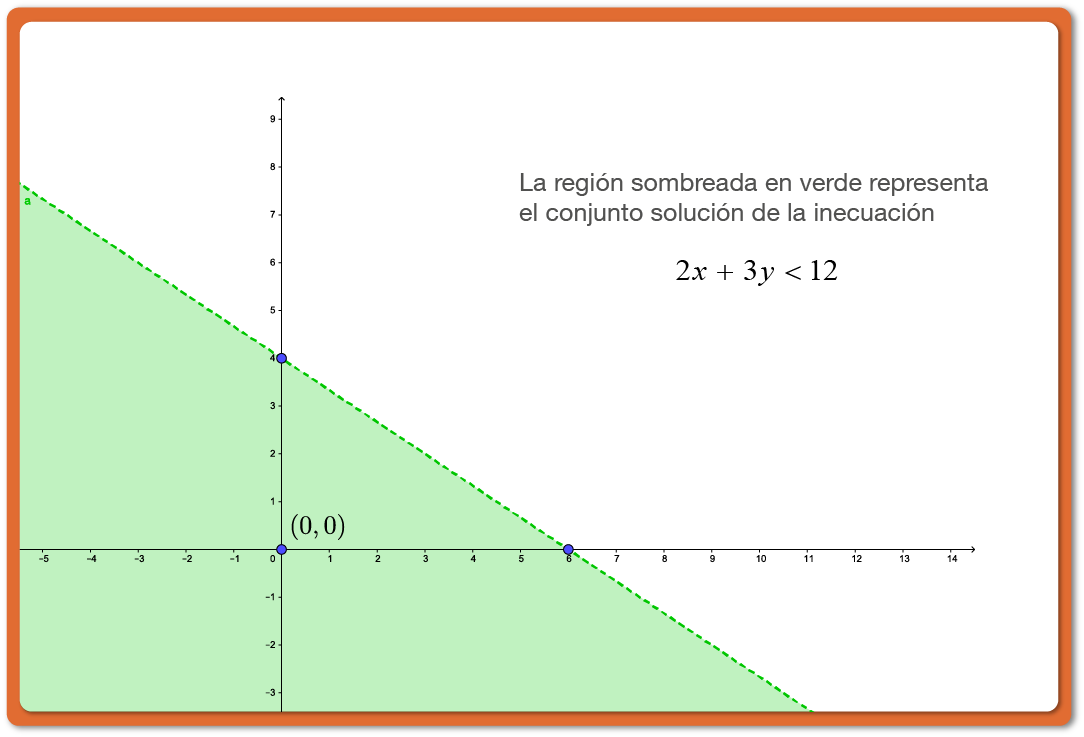 La región sombreada en verde representa
el conjunto solución de la inecuación
2x + 3y < 12
a
9
8
7
6
5
4
3
2
1
(0, 0)
−5 −4 −3 −2 −1 0 1 2 3 4 5 6 7 8 9 10 11 12 13 14
−1
−2
−3